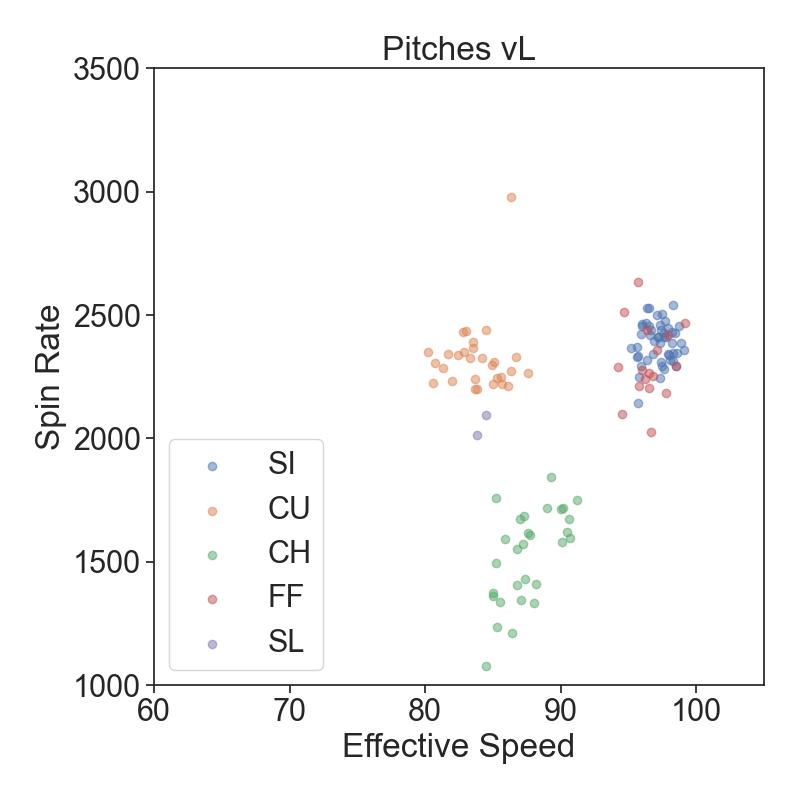 Pitches vL
3500
3000
2500
2000
1500
1000
Spin Rate
SI
CU
CH
FF
SL
60 70 80 90 100
Effective Speed